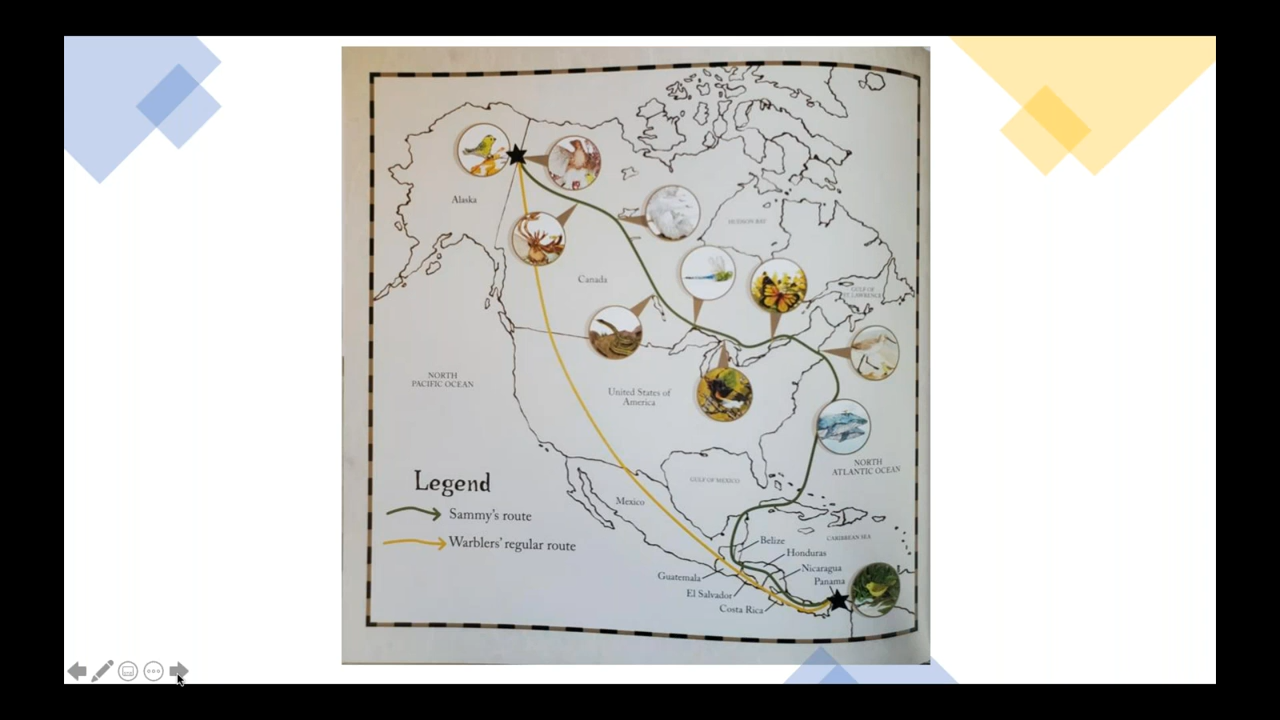 Alaska
HUDSON BAY
Canada
GULF OF
ST LAWRENCE
NORTH
PACIFIC OCEAN
United States of
America
NORTH
ATLANTIC OCEAN
GULF OF MEXICO
Legend
Sammy's route
Warblers' regular route
Mexico
CARIBBEAN SEA
Belize
Honduras
Nicaragua
Panama
Guatemala
El Salvador
Costa Rica